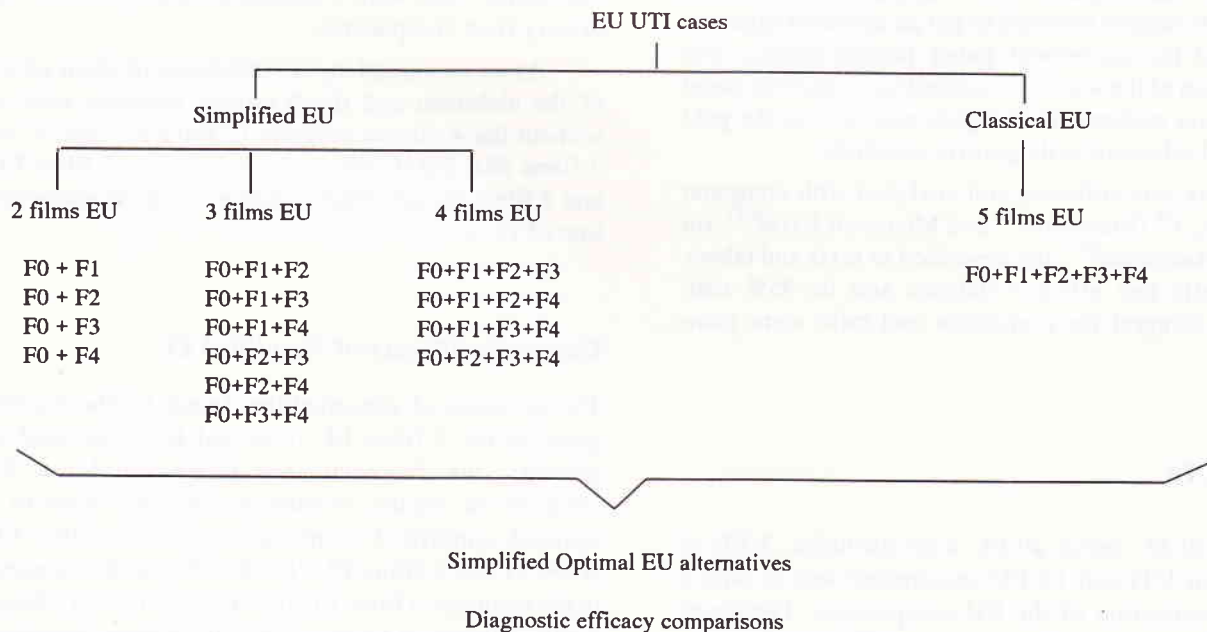 EU UTI cases
Simplified EU
Classical EU
2 films EU
3 films EU
4 films EU
5 films EU
F0 + F1
F0 + F2
F0 + F3
F0 + F4
F0+F1+F2
F0+F1+F3
F0+F1+F4
F0+F2+F3
F0+F2+F4
F0+F3+F4
F0+F1+F2+F3
F0+F1+F2+F4
F0+F1+F3+F4
F0+F2+F3+F4
F0+F1+F2+F3+F4
Simplified Optimal EU alternatives
Diagnostic efficacy comparisons